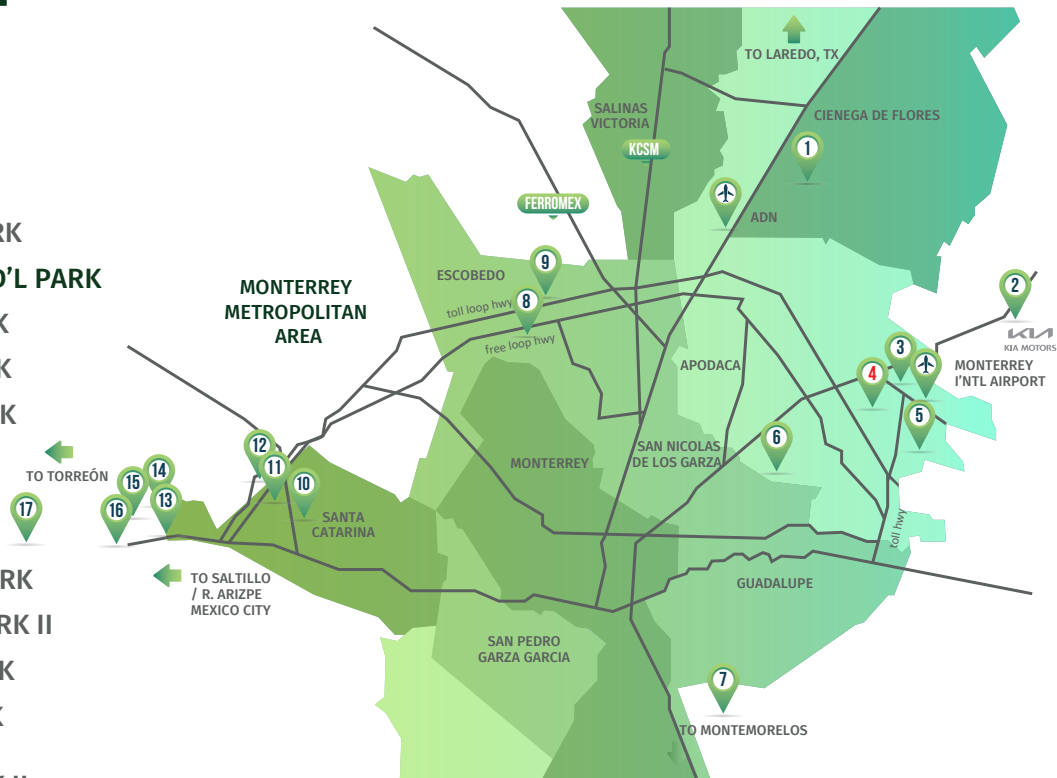 RK
D'L PARK
K
K
K
RK
RK II
K
K
MONTERREY
METROPOLITAN
AREA
TO LAREDO, TX
SALINAS
VICTORIA
KCSM
CIENEGA DE FLORES
1
ADN
FERROMEX
ESCOBEDO
9
8
toll loop hwy
free loop hwy
2
KIA
KIA MOTORS
3
4
MONTERREY
I'NTL AIRPORT
5
APODACA
6
SAN NICOLAS
DE LOS GARZA
MONTERREY
12
11
10
TO TORREÓN
14
15
13
16
17
SANTA
CATARINA
toll hwy
TO SALTILLO
/ R. ARIZPE
MEXICO CITY
GUADALUPE
SAN PEDRO
GARZA GARCIA
7
TO MONTEMORELOS